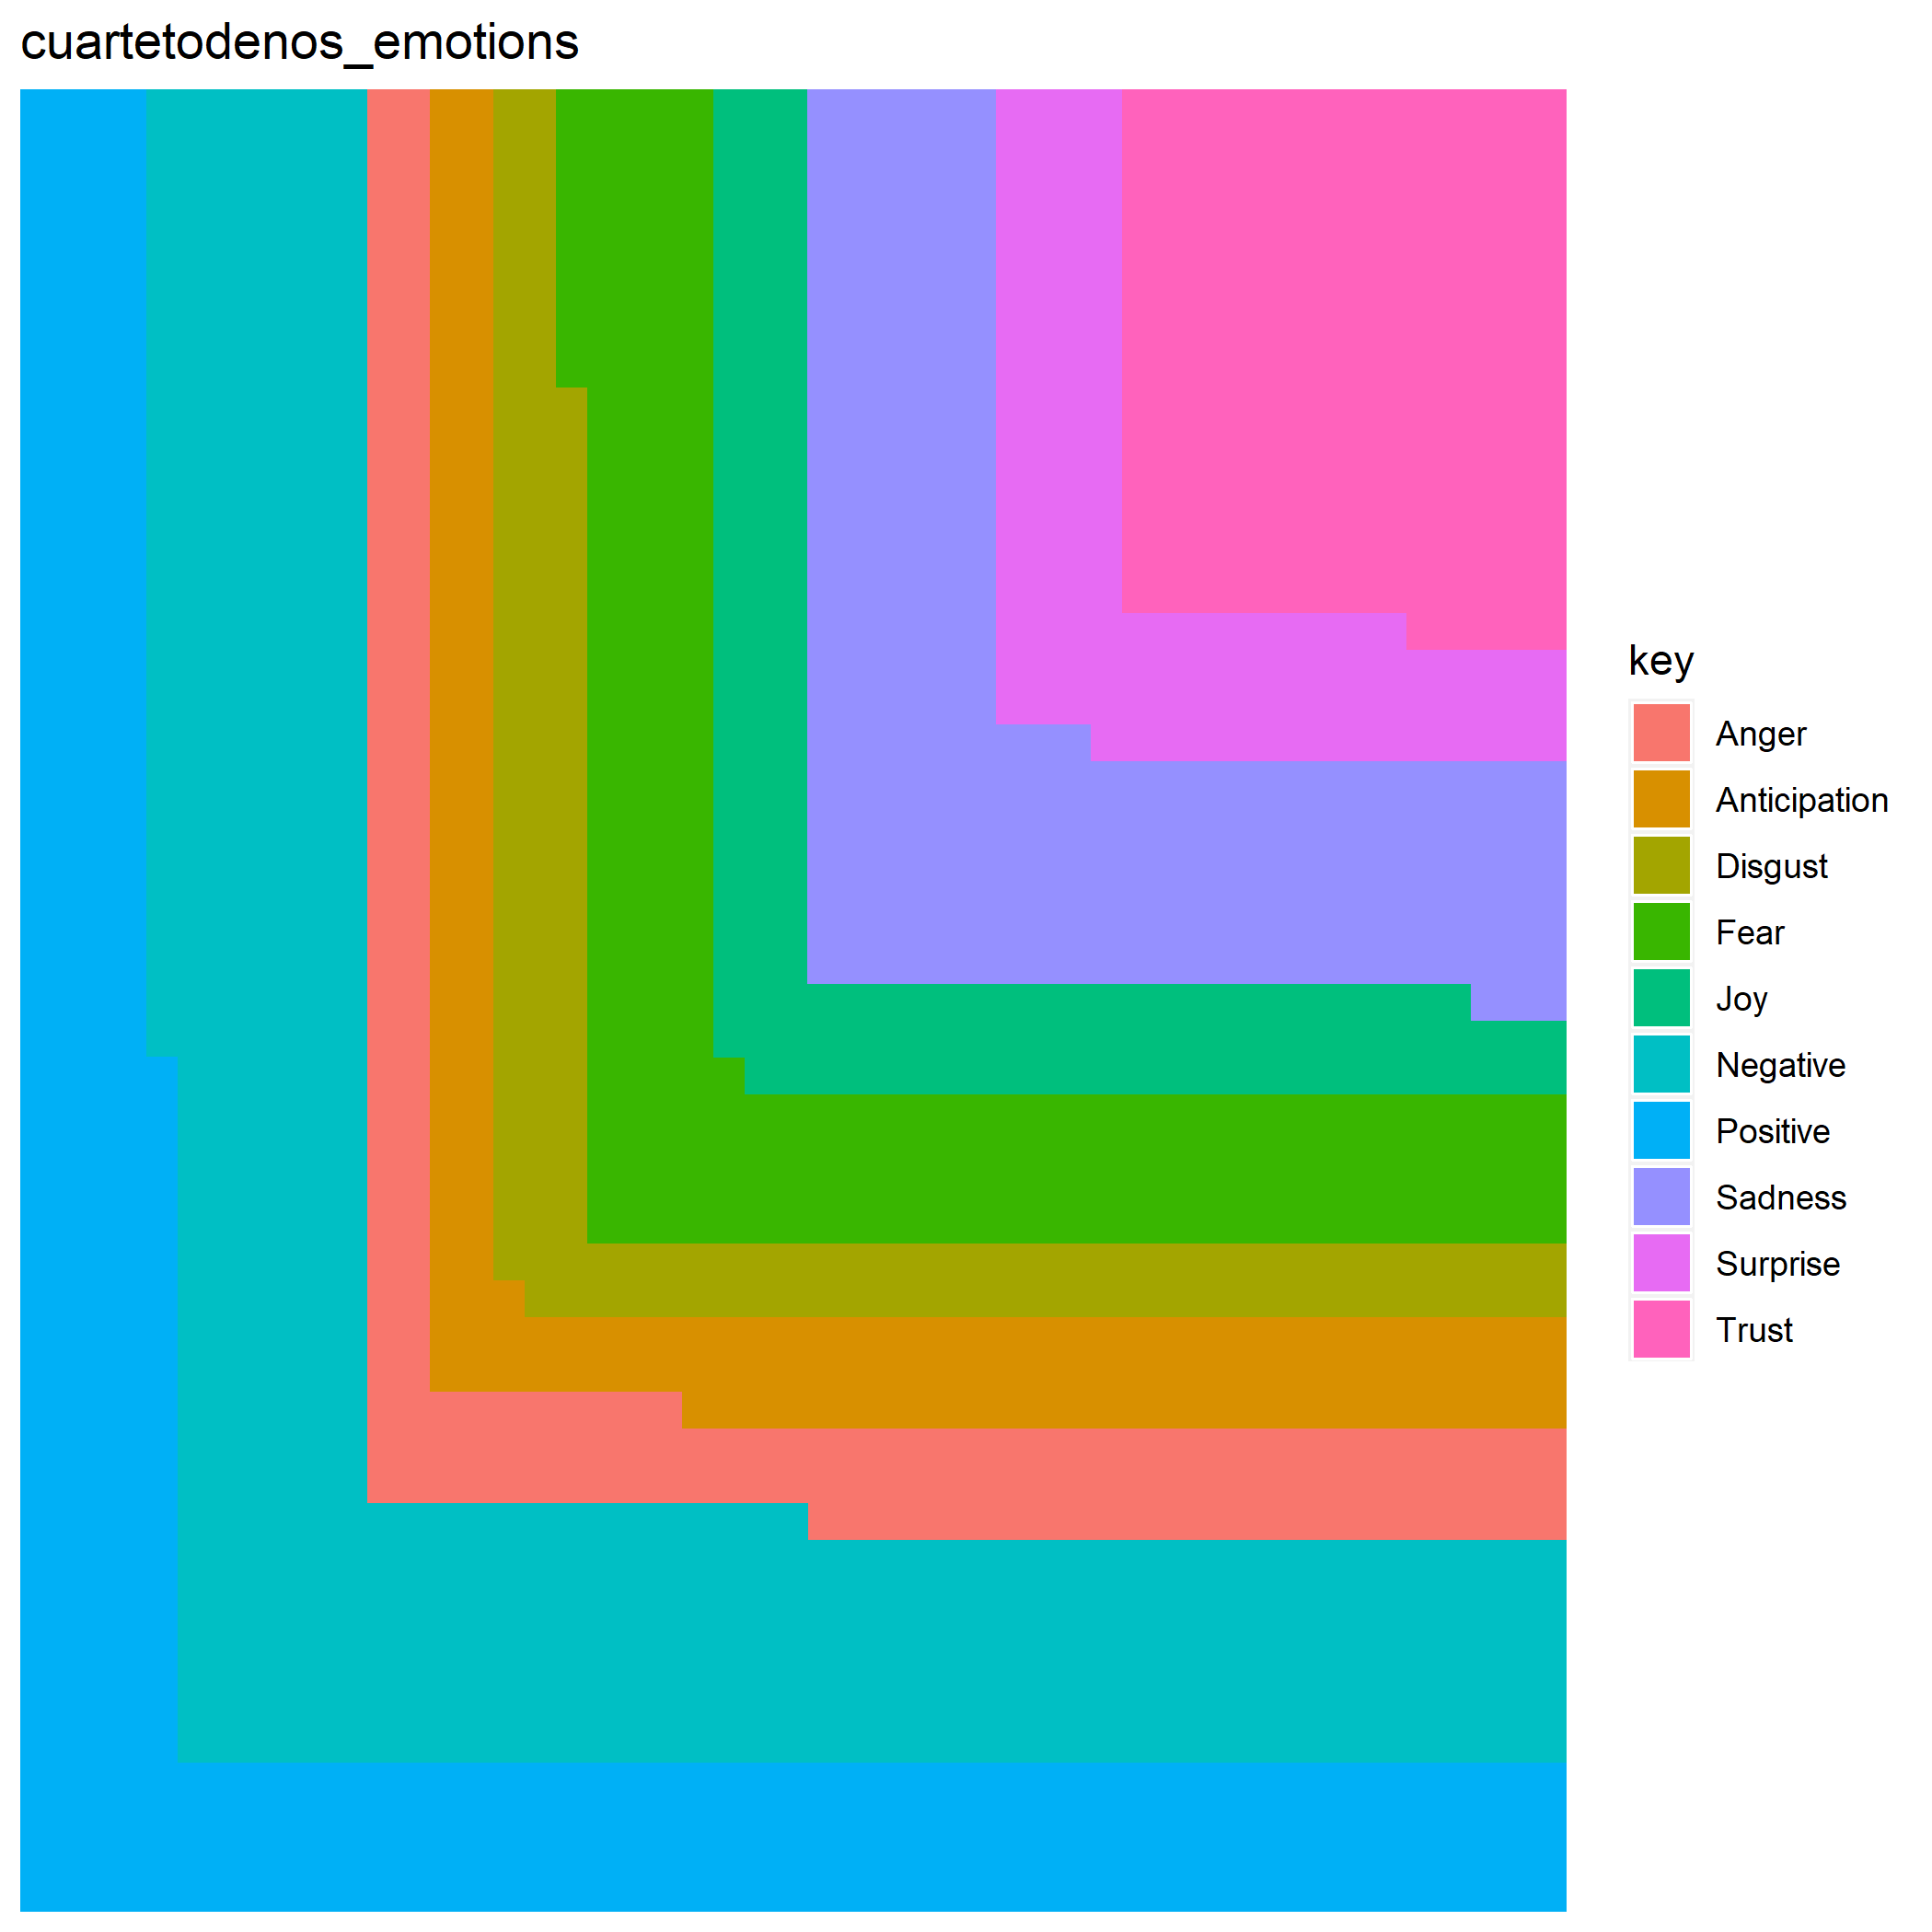 cuartetodenos_emotions
key
Anger
Anticipation
Disgust
Fear
Joy
Negative
Positive
Sadness
Surprise
Trust